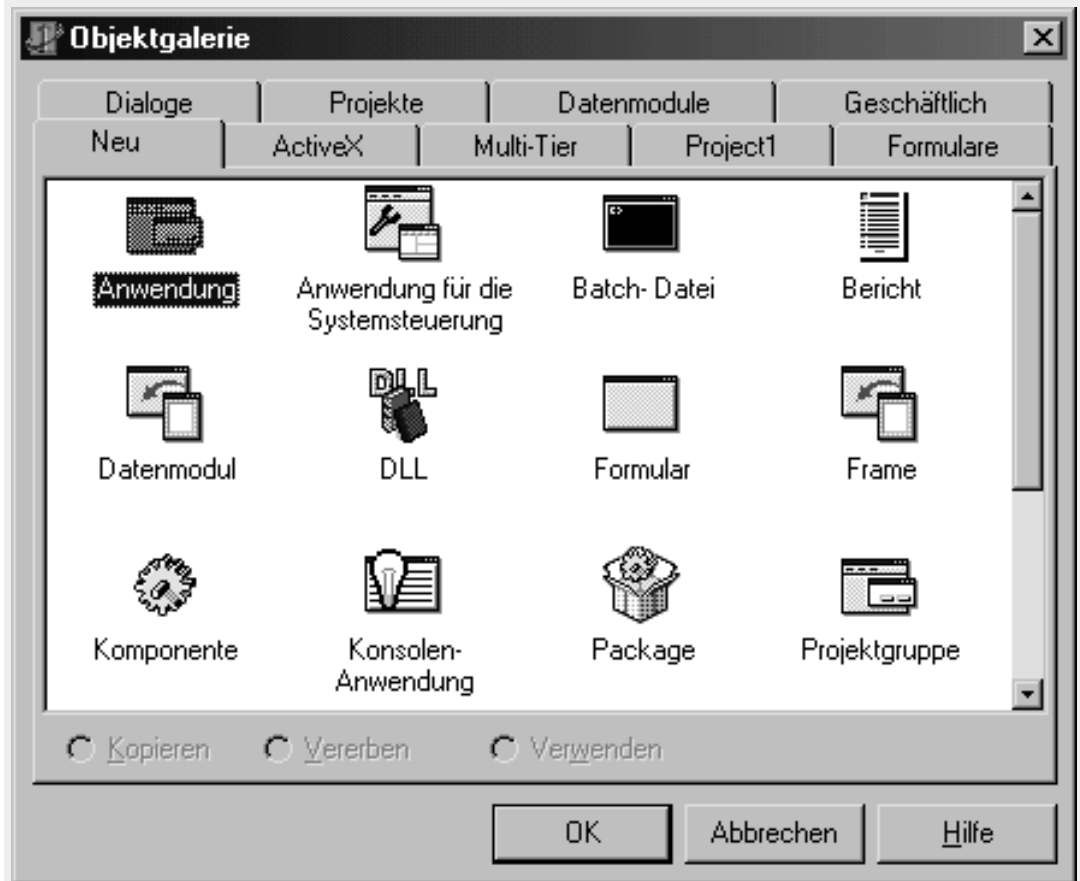 Objektgalerie
Dialoge Projekte Datenmodule Geschäftlich
Neu ActiveX Multi-Tier Project1 Formulare
Anwendung Anwendung für die Systemsteuerung Batch- Datei Bericht
DLL
Datenmodul DLL Formular Frame
Komponente Konsolen-Anwendung Package Projektgruppe
Kopieren Vererben Verwenden
OK Abbrechen Hilfe